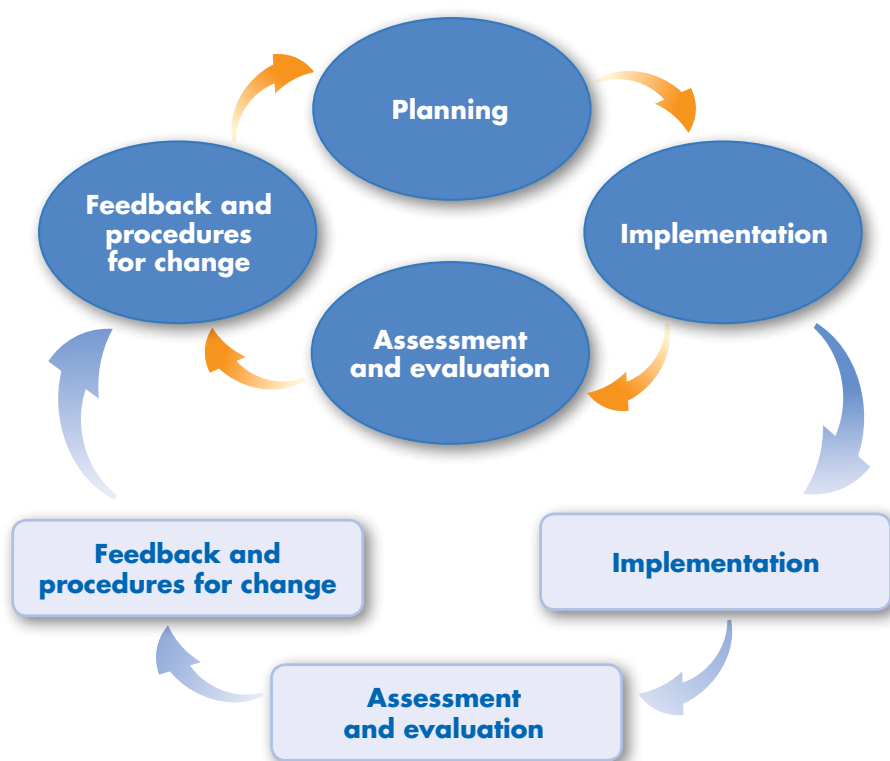 Planning
Feedback and
procedures
for change
Implementation
Assessment
and evaluation
Feedback and
procedures for change
Implementation
Assessment
and evaluation